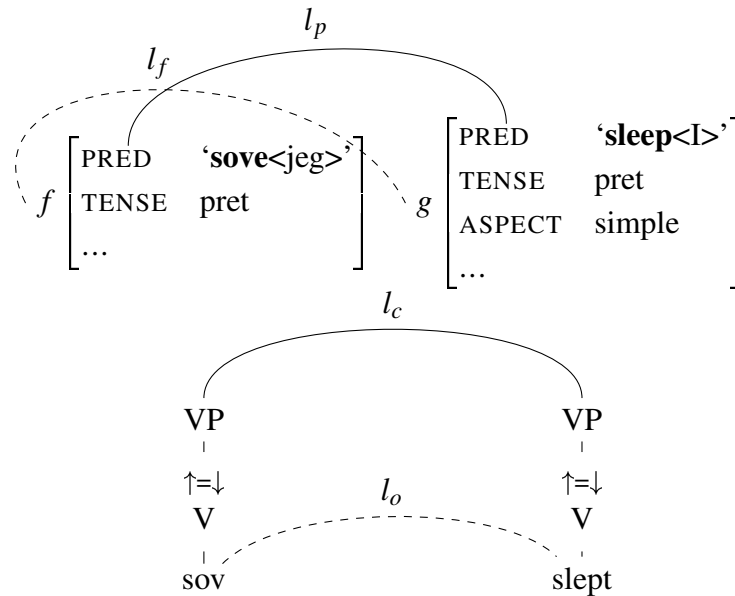 l_p
l_f
f [PRED ‘sove<jeg>’
TENSE pret
...]
g [PRED ‘sleep<I>’
TENSE pret
ASPECT simple
...]
l_c
VP VP
↑=↓ ↑=↓
V l_o V
sov slept